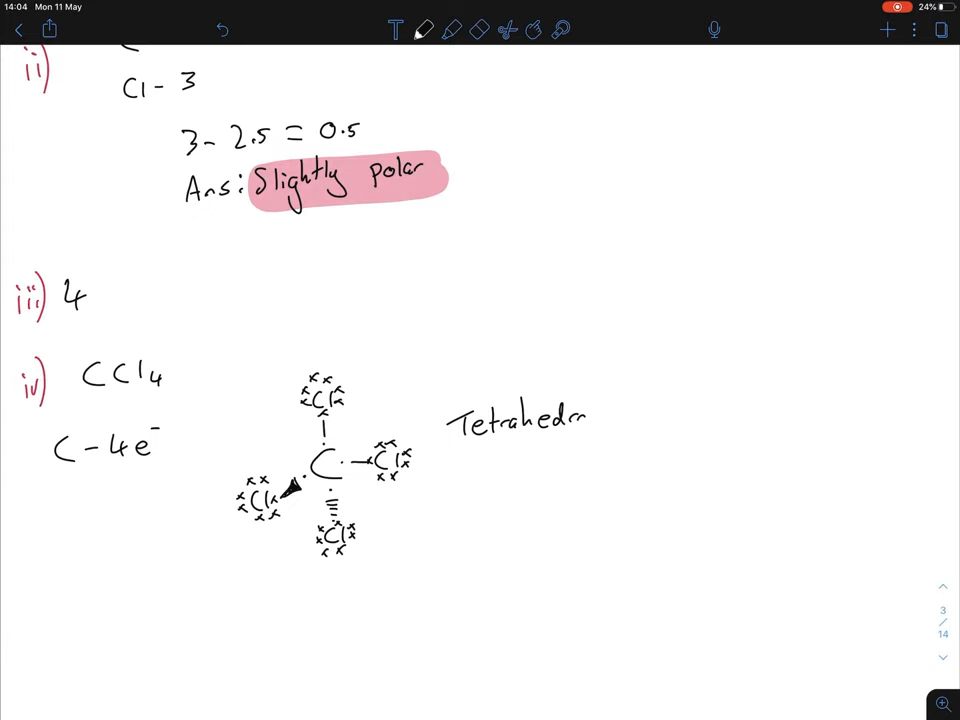 14:04 Mon 11 May
24%
ii)
Cl - 3
3 - 2.5 = 0.5
Ans: Slightly polar
iii) 4
iv) CCl4
Cl
Tetrahedr
C - 4e-
C
Cl
Cl
Cl
3
/
14